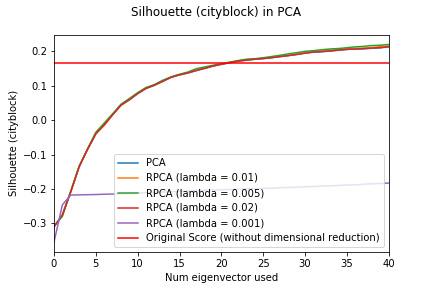 Silhouette (cityblock) in PCA
Silhouette (cityblock)
0.2
0.1
0.0
−0.1
−0.2
−0.3
PCA
RPCA (lambda = 0.01)
RPCA (lambda = 0.005)
RPCA (lambda = 0.02)
RPCA (lambda = 0.001)
Original Score (without dimensional reduction)
0 5 10 15 20 25 30 35 40
Num eigenvector used